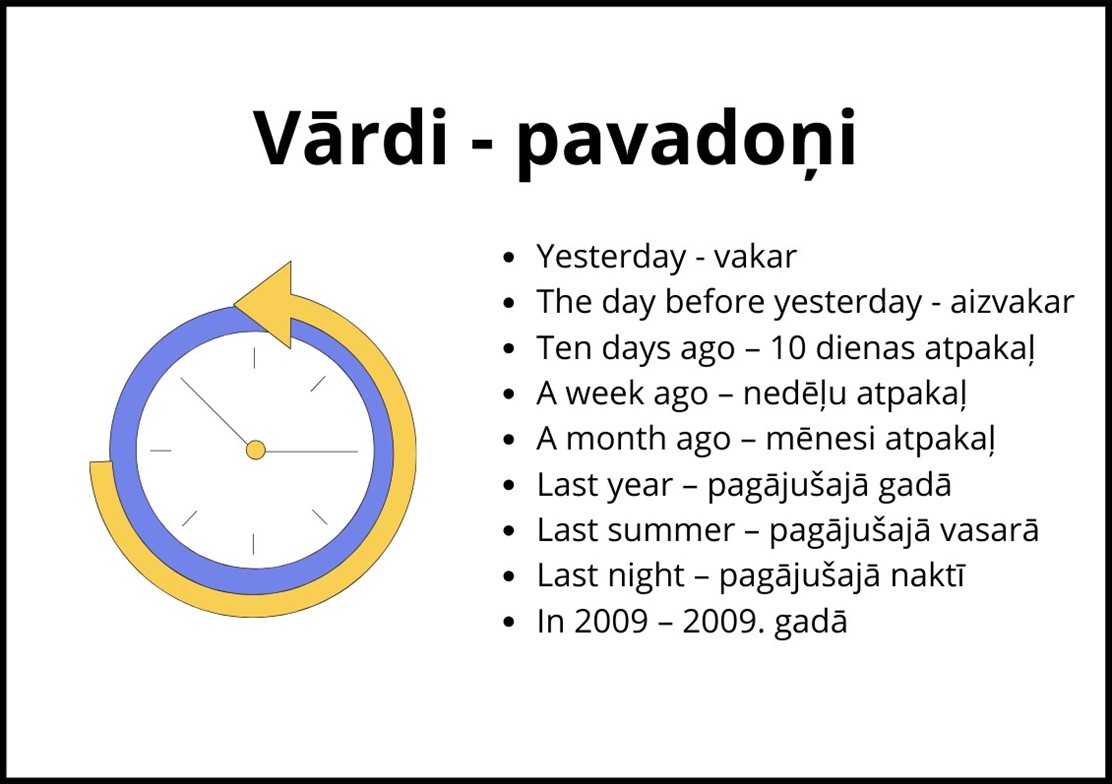 Vārdi - pavadoņi
• Yesterday - vakar
• The day before yesterday - aizvakar
• Ten days ago – 10 dienas atpakaļ
• A week ago – nedēļu atpakaļ
• A month ago – mēnesi atpakaļ
• Last year – pagājušajā gadā
• Last summer – pagājušajā vasarā
• Last night – pagājušajā naktī
• In 2009 – 2009. gadā